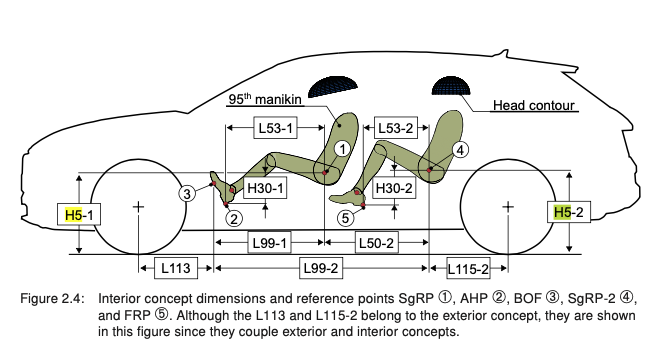 95th manikin
Head contour
L53-1
L53-2
①
④
③
H30-1
H30-2
②
⑤
H5-1
H5-2
L99-1
L50-2
L113
L99-2
L115-2
Figure 2.4: Interior concept dimensions and reference points SgRP ①, AHP ②, BOF ③, SgRP-2 ④,
and FRP ⑤. Although the L113 and L115-2 belong to the exterior concept, they are shown
in this figure since they couple exterior and interior concepts.